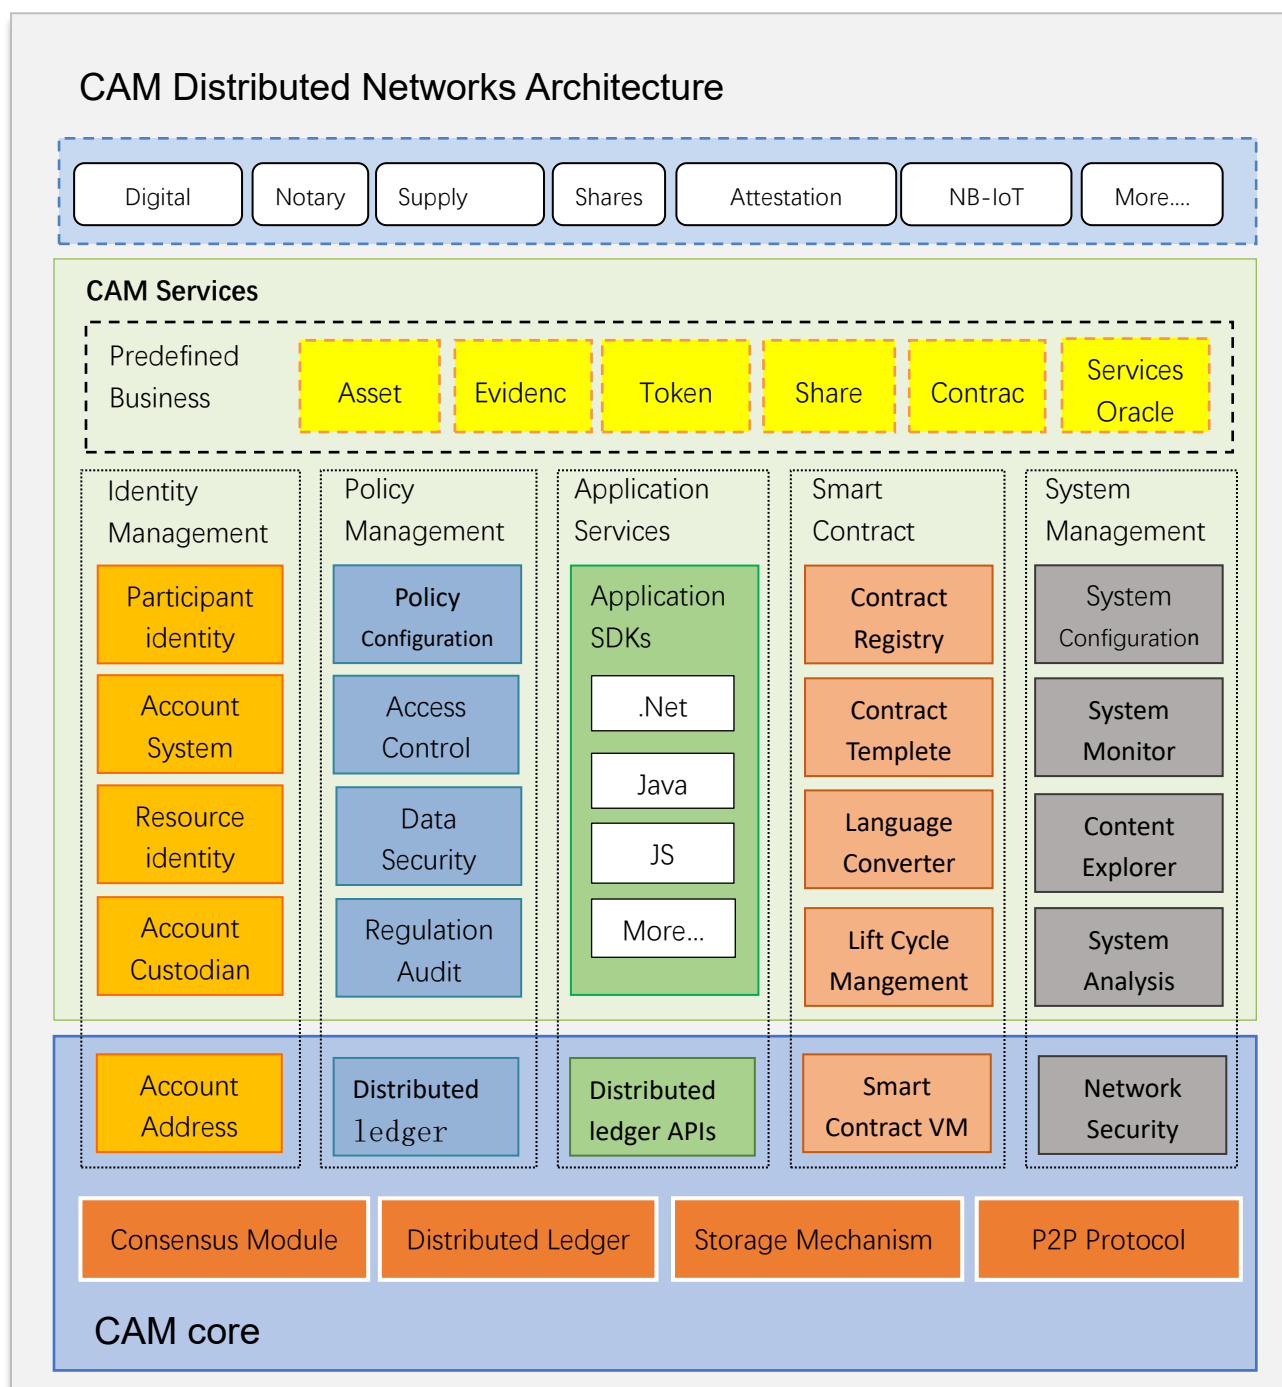 CAM Distributed Networks Architecture
Digital
Notary
Supply
Shares
Attestation
NB-IoT
More....
CAM Services
Predefined
Business
Asset
Evidenc
Token
Share
Contrac
Services
Oracle
Identity
Management
Participant
identity
Account
System
Resource
identity
Account
Custodian
Account
Address
Policy
Management
Policy
Configuration
Access
Control
Data
Security
Regulation
Audit
Distributed
ledger
Application
Services
Application
SDKs
.Net
Java
JS
More...
Distributed
ledger APIs
Smart
Contract
Contract
Registry
Contract
Templete
Language
Converter
Lift Cycle
Mangement
Smart
Contract VM
System
Management
System
Configuration
System
Monitor
Content
Explorer
System
Analysis
Network
Security
Consensus Module
Distributed Ledger
Storage Mechanism
P2P Protocol
CAM core